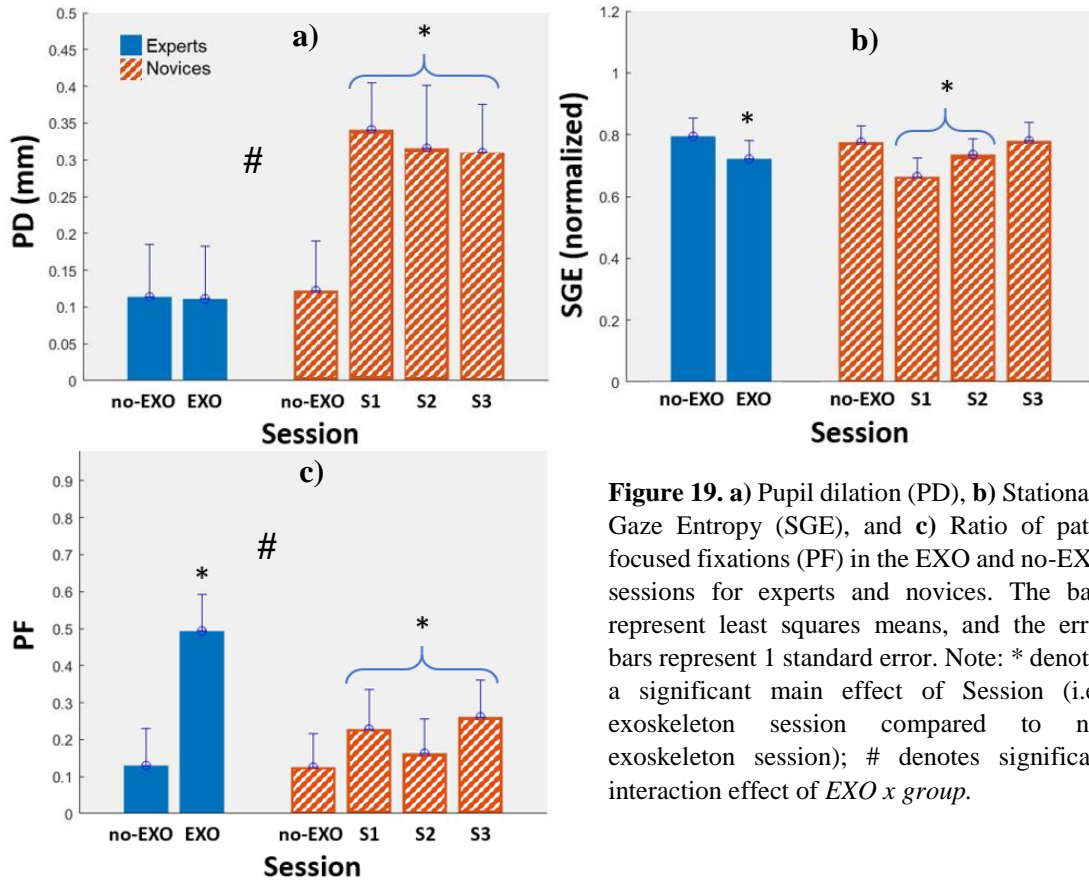 a)
*
Experts
Novices
#
PD (mm)
0.5
0.45
0.4
0.35
0.3
0.25
0.2
0.15
0.1
0.05
0
no-EXO EXO no-EXO S1 S2 S3
Session
b)
*
*
SGE (normalized)
1.2
1
0.8
0.6
0.4
0.2
0
no-EXO EXO no-EXO S1 S2 S3
Session
c)
#
*
*
PF
0.9
0.8
0.7
0.6
0.5
0.4
0.3
0.2
0.1
0
no-EXO EXO no-EXO S1 S2 S3
Session
Figure 19. a) Pupil dilation (PD), b) Stationa
Gaze Entropy (SGE), and c) Ratio of pat
focused fixations (PF) in the EXO and no-EX
sessions for experts and novices. The ba
represent least squares means, and the err
bars represent 1 standard error. Note: * denot
a significant main effect of Session (i.e
exoskeleton session compared to n
exoskeleton session); # denotes significa
interaction effect of EXO x group.